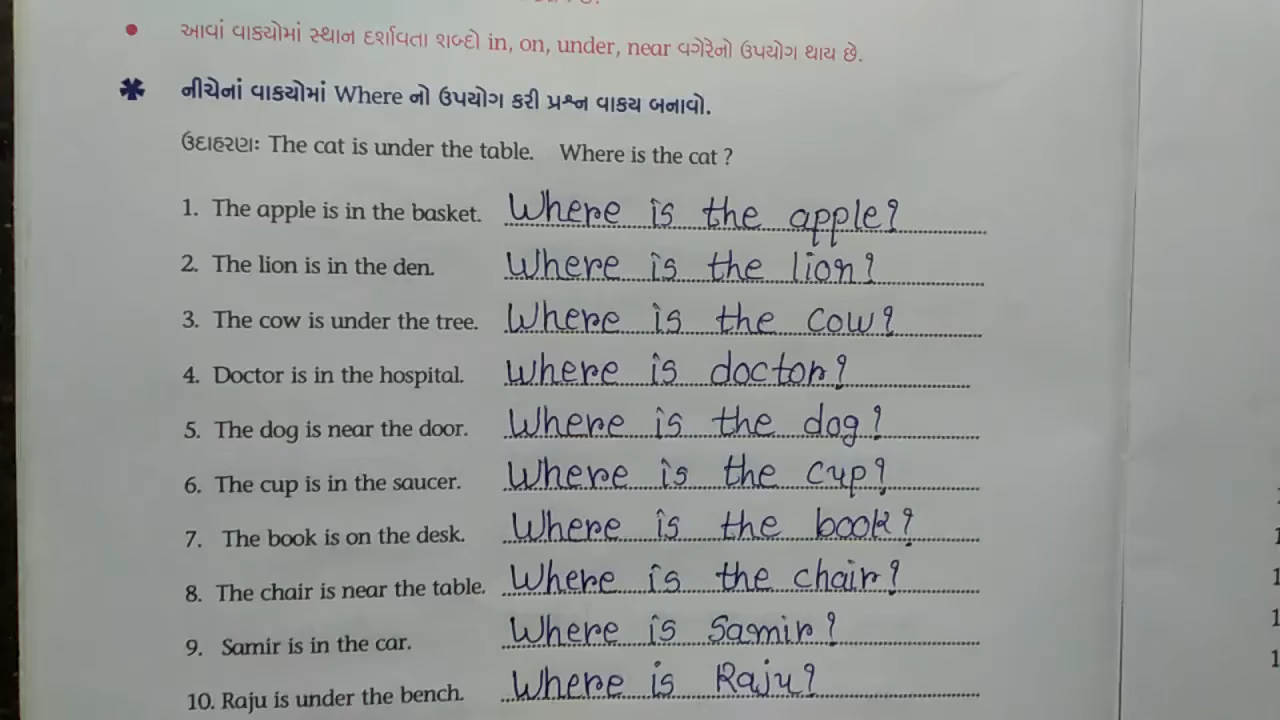 • આવાં વાક્યોમાં સ્થાન દર્શાવતા શબ્દો in, on, under, near વગેરેનો ઉપયોગ થાય છે.
* નીચેનાં વાક્યોમાં Where નો ઉપયોગ કરી પ્રશ્ન વાક્ય બનાવો.
ઉદાહરણઃ The cat is under the table. Where is the cat ?
1. The apple is in the basket. Where is the apple?
2. The lion is in the den. Where is the lion?
3. The cow is under the tree. Where is the cow?
4. Doctor is in the hospital. Where is doctor?
5. The dog is near the door. Where is the dog?
6. The cup is in the saucer. Where is the cup?
7. The book is on the desk. Where is the book?
8. The chair is near the table. Where is the chair?
9. Samir is in the car. Where is Samir?
10. Raju is under the bench. Where is Raju?